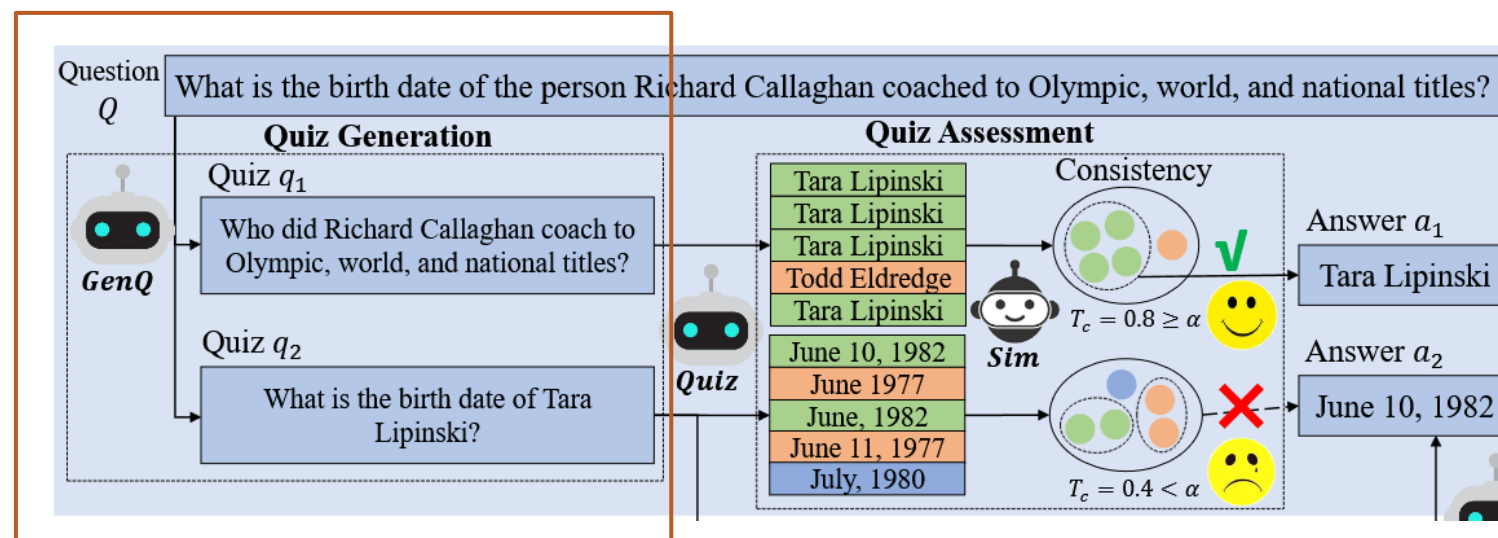 Question
Q
What is the birth date of the person Richard Callaghan coached to Olympic, world, and national titles?
Quiz Generation
GenQ
Quiz q₁
Who did Richard Callaghan coach to
Olympic, world, and national titles?
Quiz q₂
What is the birth date of Tara
Lipinski?
Quiz
Quiz Assessment
Tara Lipinski
Tara Lipinski
Tara Lipinski
Todd Eldredge
Tara Lipinski
June 10, 1982
June 1977
June, 1982
June 11, 1977
July, 1980
Sim
Consistency
T_c = 0.8 ≥ α
T_c = 0.4 < α
Answer a₁
Tara Lipinski
Answer a₂
June 10, 1982